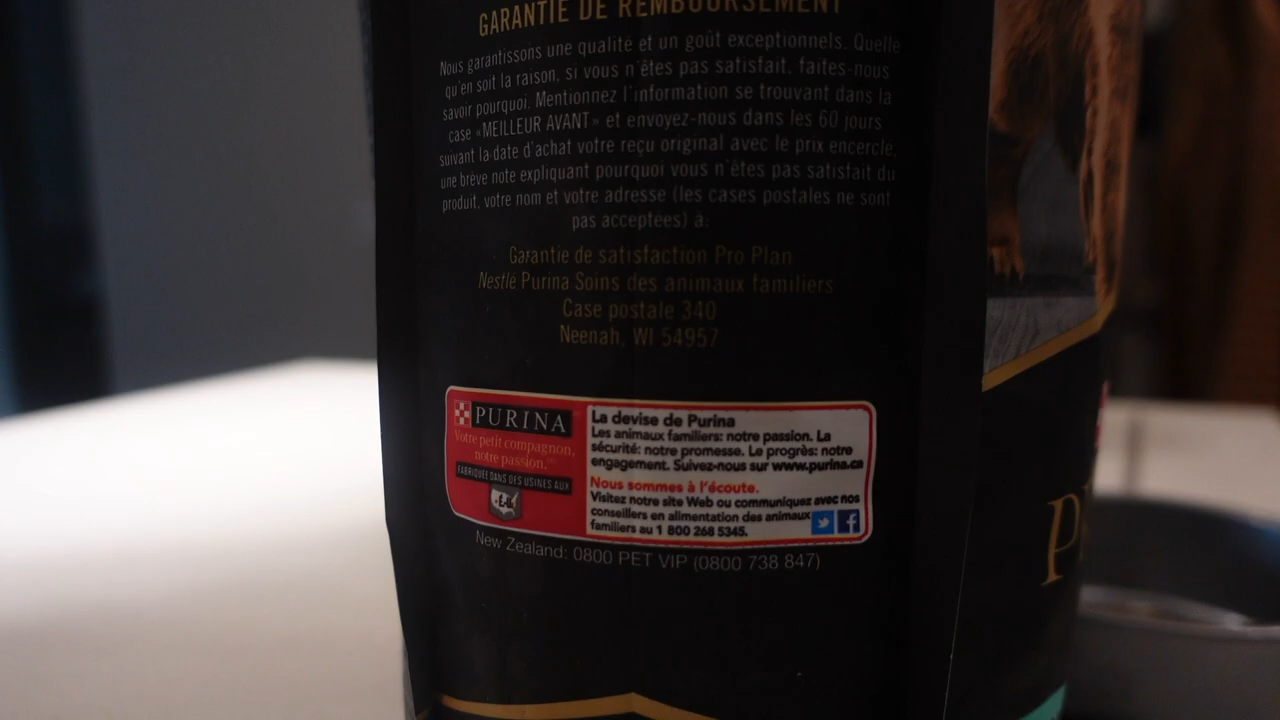 GARANTIE DE REMBOURSEMENT
Nous garantissons une qualité et un goût exceptionnels. Quelle
qu'en soit la raison, si vous n'êtes pas satisfait, faites-nous
savoir pourquoi. Mentionnez l'information se trouvant dans la
case «MEILLEUR AVANT» et envoyez-nous dans les 60 jours
suivant la date d'achat votre reçu original avec le prix encerclé,
une brève note expliquant pourquoi vous n'êtes pas satisfait du
produit, votre nom et votre adresse (les cases postales ne sont
pas acceptées) à:
Garantie de satisfaction Pro Plan
Nestlé Purina Soins des animaux familiers
Case postale 340
Neenah, WI 54957
PURINA
Votre petit compagnon,
notre passion.
FABRIQUÉE DANS DES USINES AUX
É.-U.
La devise de Purina
Les animaux familiers: notre passion. La
sécurité: notre promesse. Le progrès: notre
engagement. Suivez-nous sur www.purina.ca
Nous sommes à l'écoute.
Visitez notre site Web ou communiquez avec nos
conseillers en alimentation des animaux
familiers au 1 800 268 5345.
New Zealand: 0800 PET VIP (0800 738 847)